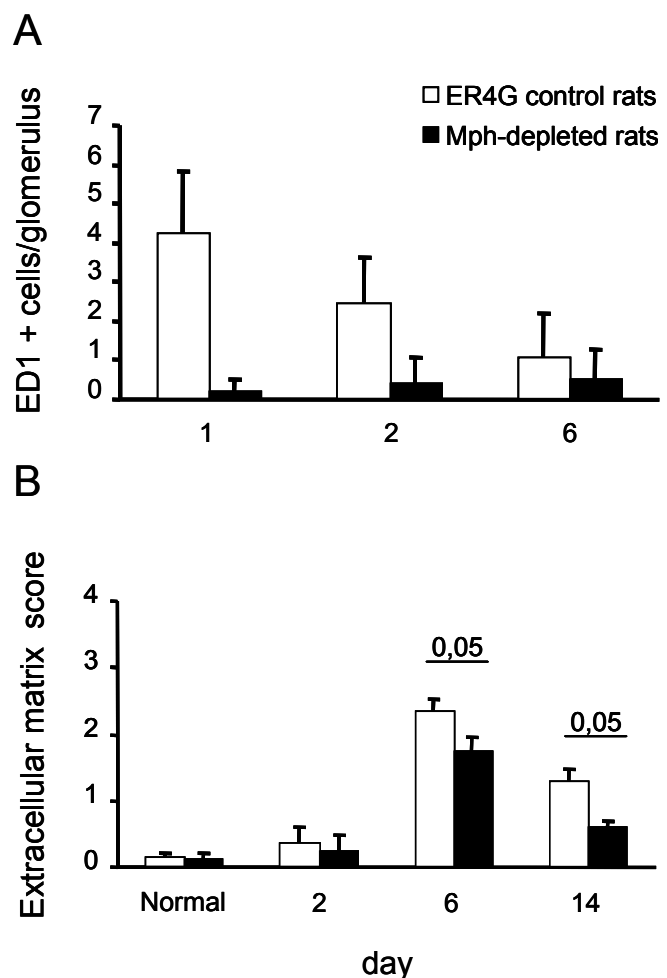 A
ER4G control rats
Mph-depleted rats
ED1 + cells/glomerulus
7
6
5
4
3
2
1
0
1 2 6
B
Extracellular matrix score
4
3
2
1
0
0,05
0,05
Normal 2 6 14
day